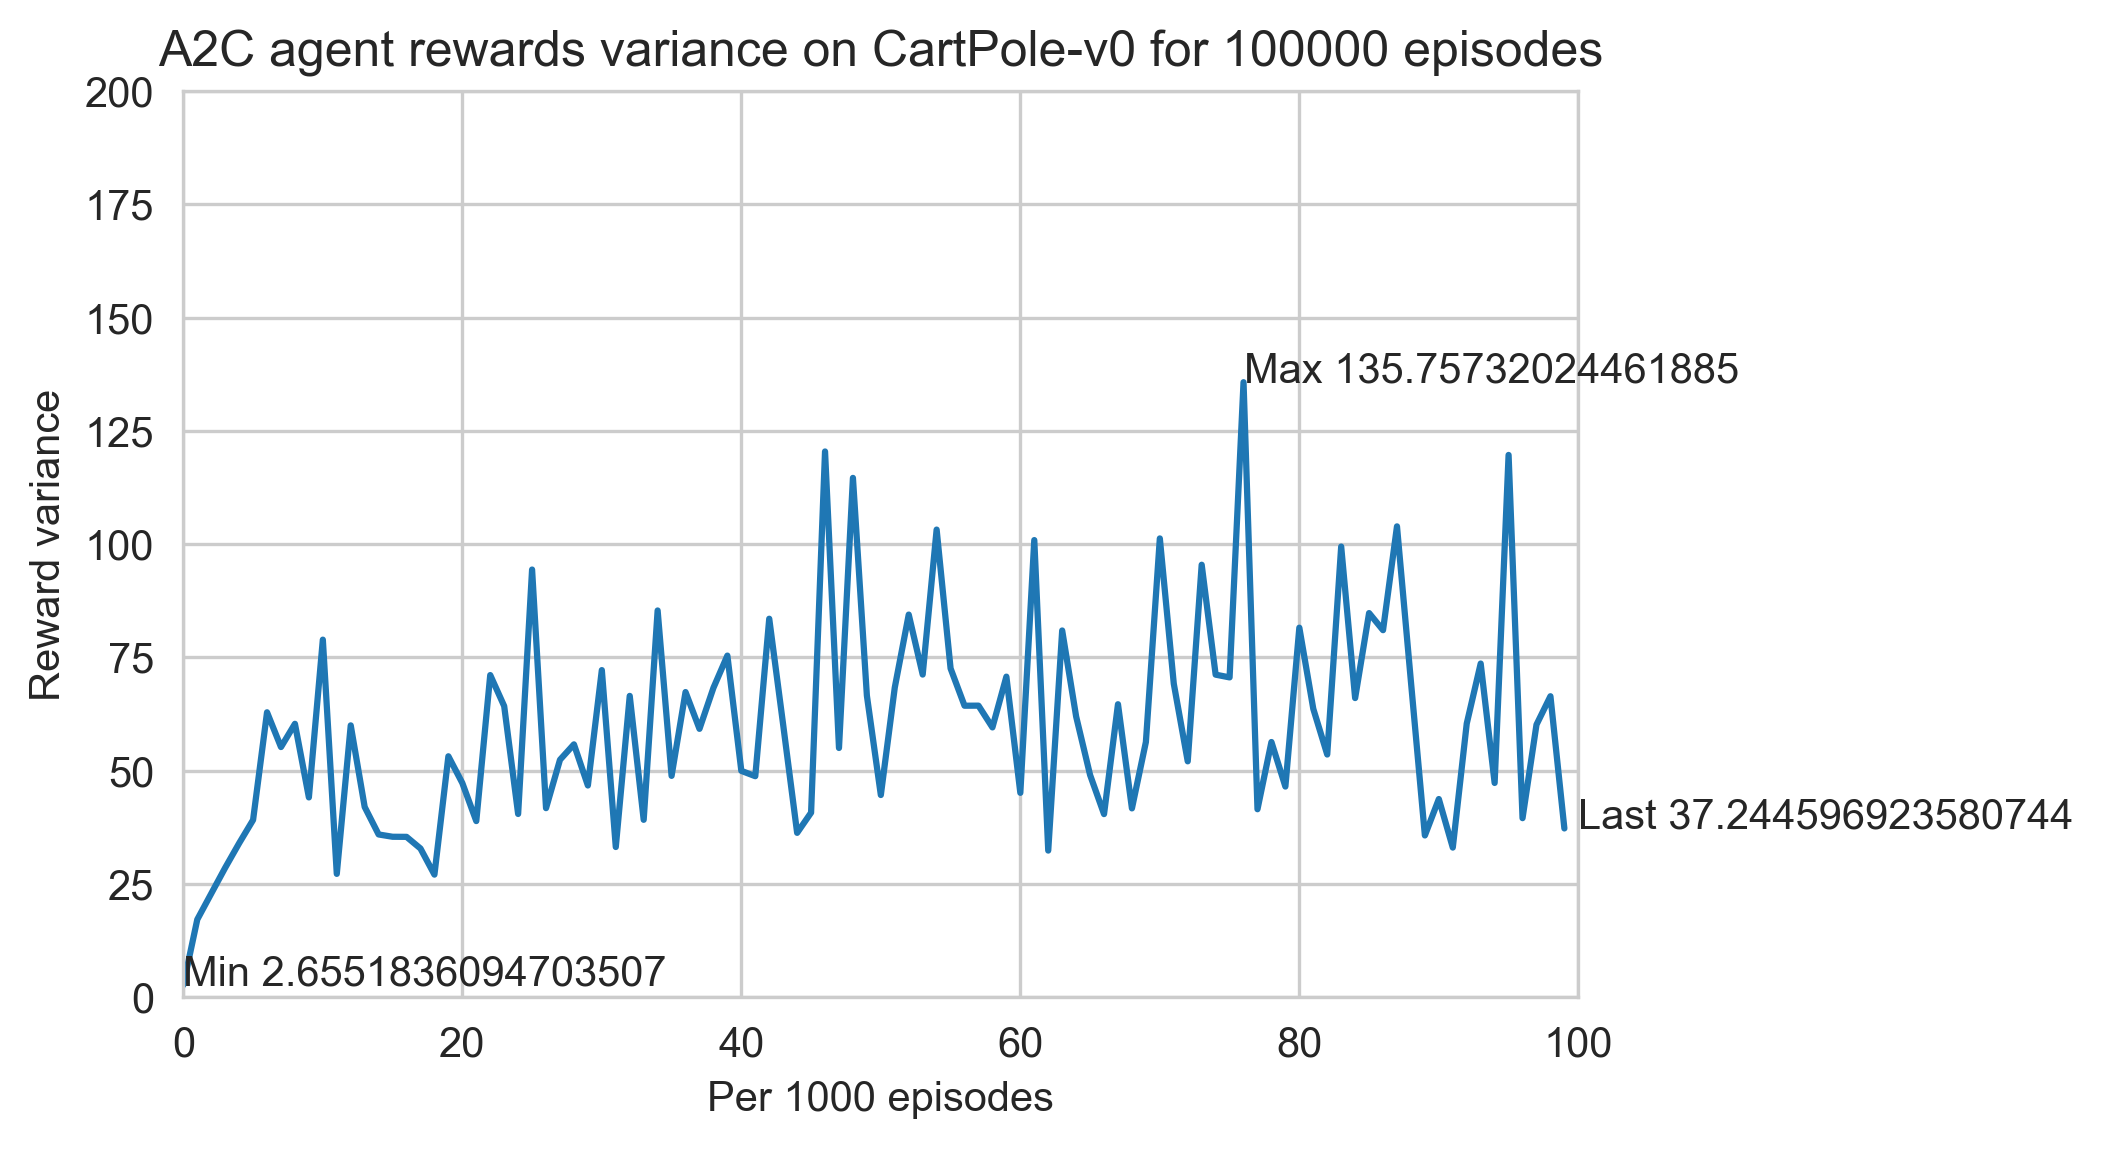 A2C agent rewards variance on CartPole-v0 for 100000 episodes
200
175
150
Max 135.75732024461885
125
100
75
50
Last 37.244596923580744
25
Min 2.6551836094703507
0
0 20 40 60 80 100
Per 1000 episodes
Reward variance